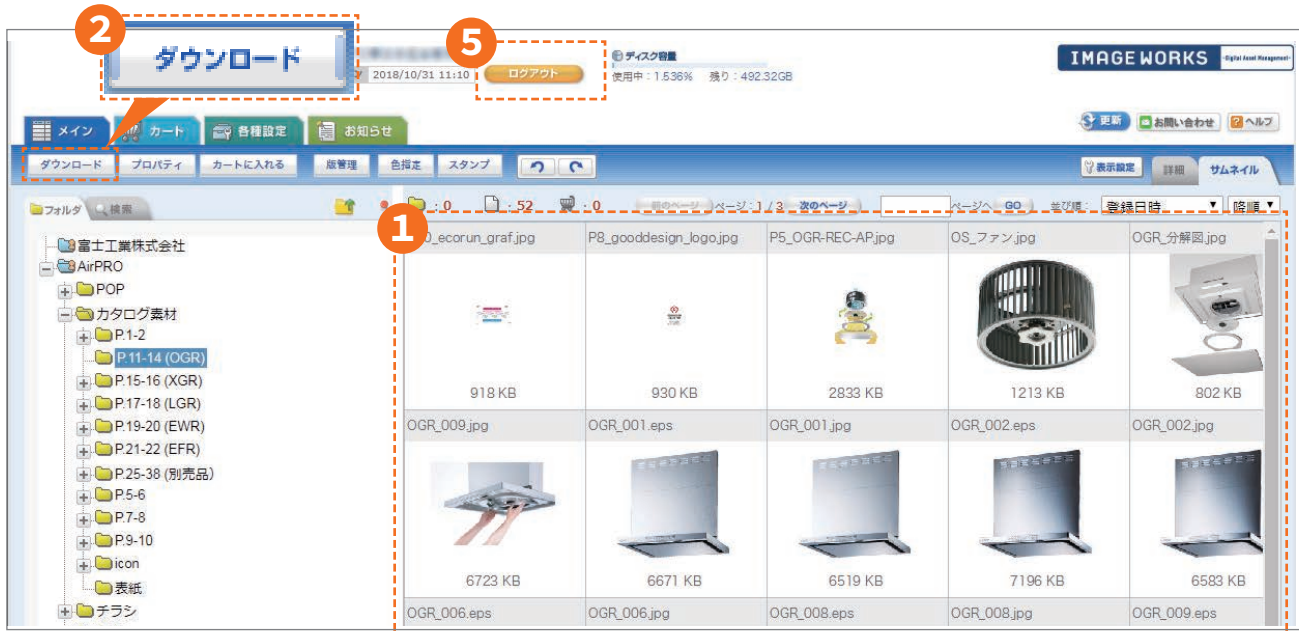 2
ダウンロード
5
2018/10/31 11:10
ログアウト
ディスク容量
使用中：1.536% 残り：492.32GB
IMAGE WORKS
-Digital Asset Management-
メイン
カート
各種設定
お知らせ
更新
お問い合わせ
ヘルプ
ダウンロード
プロパティ
カートに入れる
版管理
色指定
スタンプ
表示設定
詳細
サムネイル
フォルダ
検索
: 0
: 52
: 0
前のページ
ページ：1 / 3
次のページ
ページへ
GO
並び順：
登録日時
降順
1
富士工業株式会社
AirPRO
POP
カタログ素材
P.1-2
P.11-14 (OGR)
P.15-16 (XGR)
P.17-18 (LGR)
P.19-20 (EWR)
P.21-22 (EFR)
P.25-38 (別売品)
P.5-6
P.7-8
P.9-10
icon
表紙
チラシ
0_ecorun_graf.jpg
P8_gooddesign_logo.jpg
P5_OGR-REC-AP.jpg
OS_ファン.jpg
OGR_分解図.jpg
918 KB
930 KB
2833 KB
1213 KB
802 KB
OGR_009.jpg
OGR_001.eps
OGR_001.jpg
OGR_002.eps
OGR_002.jpg
6723 KB
6671 KB
6519 KB
7196 KB
6583 KB
OGR_006.eps
OGR_006.jpg
OGR_008.eps
OGR_008.jpg
OGR_009.eps